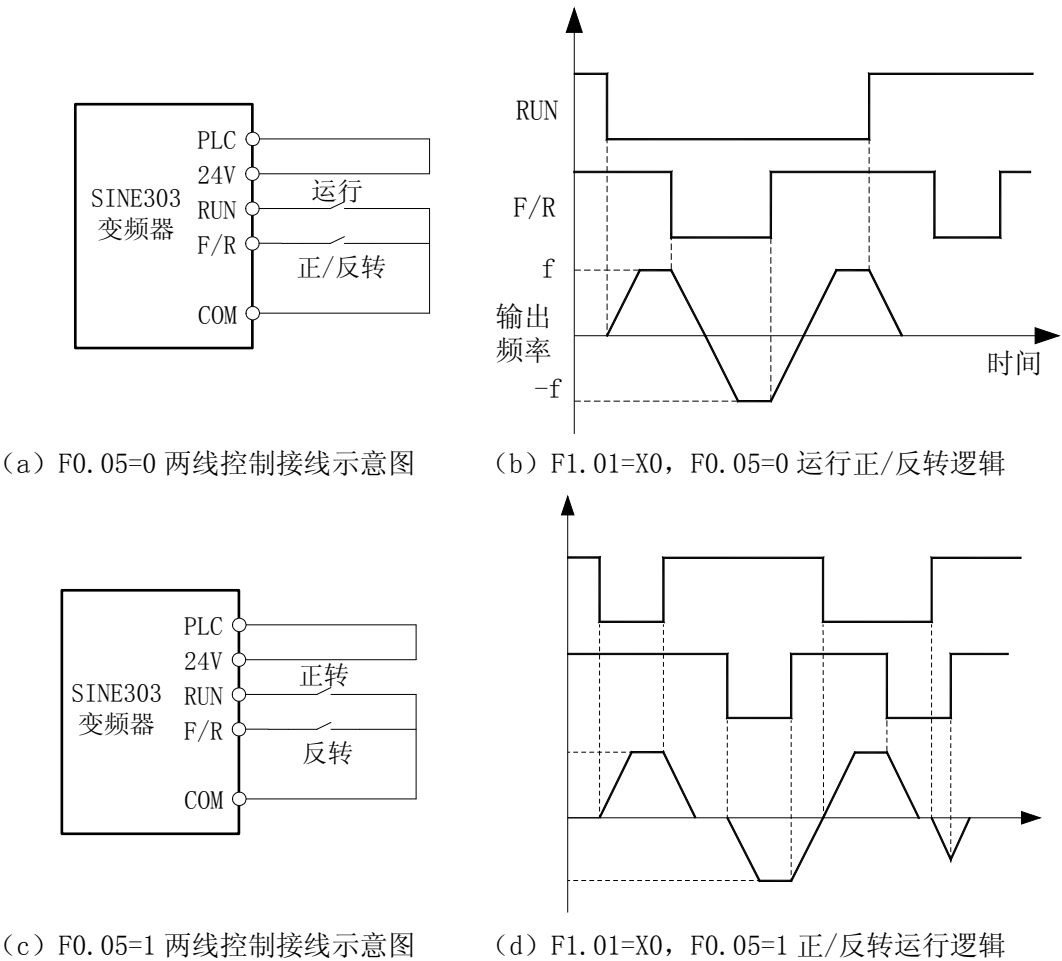 PLC
24V
SINE303
变频器
RUN
运行
F/R
正/反转
COM
RUN
F/R
f
输出
频率
-f
时间
（a）F0.05=0 两线控制接线示意图
（b）F1.01=X0，F0.05=0 运行正/反转逻辑
PLC
24V
SINE303
变频器
RUN
正转
F/R
反转
COM
（c）F0.05=1 两线控制接线示意图
（d）F1.01=X0，F0.05=1 正/反转运行逻辑